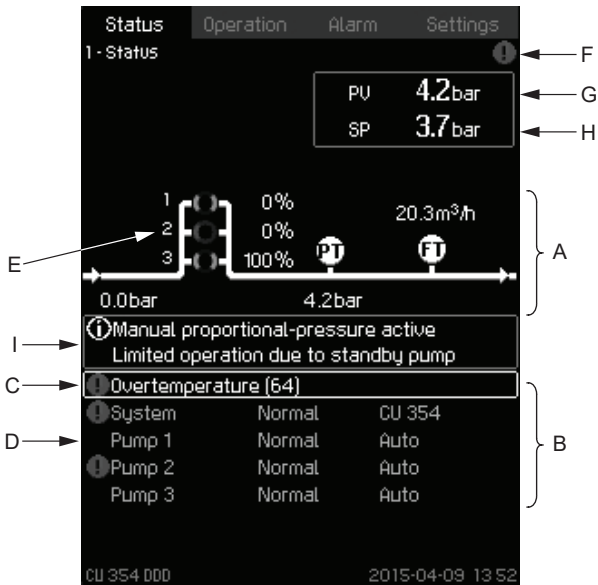 Status Operation Alarm Settings
1 - Status
F
PV 4.2bar
G
SP 3.7bar
H
1 0%
20.3m³/h
2 0%
E
PT FT
A
3 100%
0.0bar 4.2bar
Manual proportional-pressure active
I
Limited operation due to standby pump
C
Overtemperature (64)
System Normal CU 354
D
Pump 1 Normal Auto
B
Pump 2 Normal Auto
Pump 3 Normal Auto
CU 354 DDD 2015-04-09 13:52